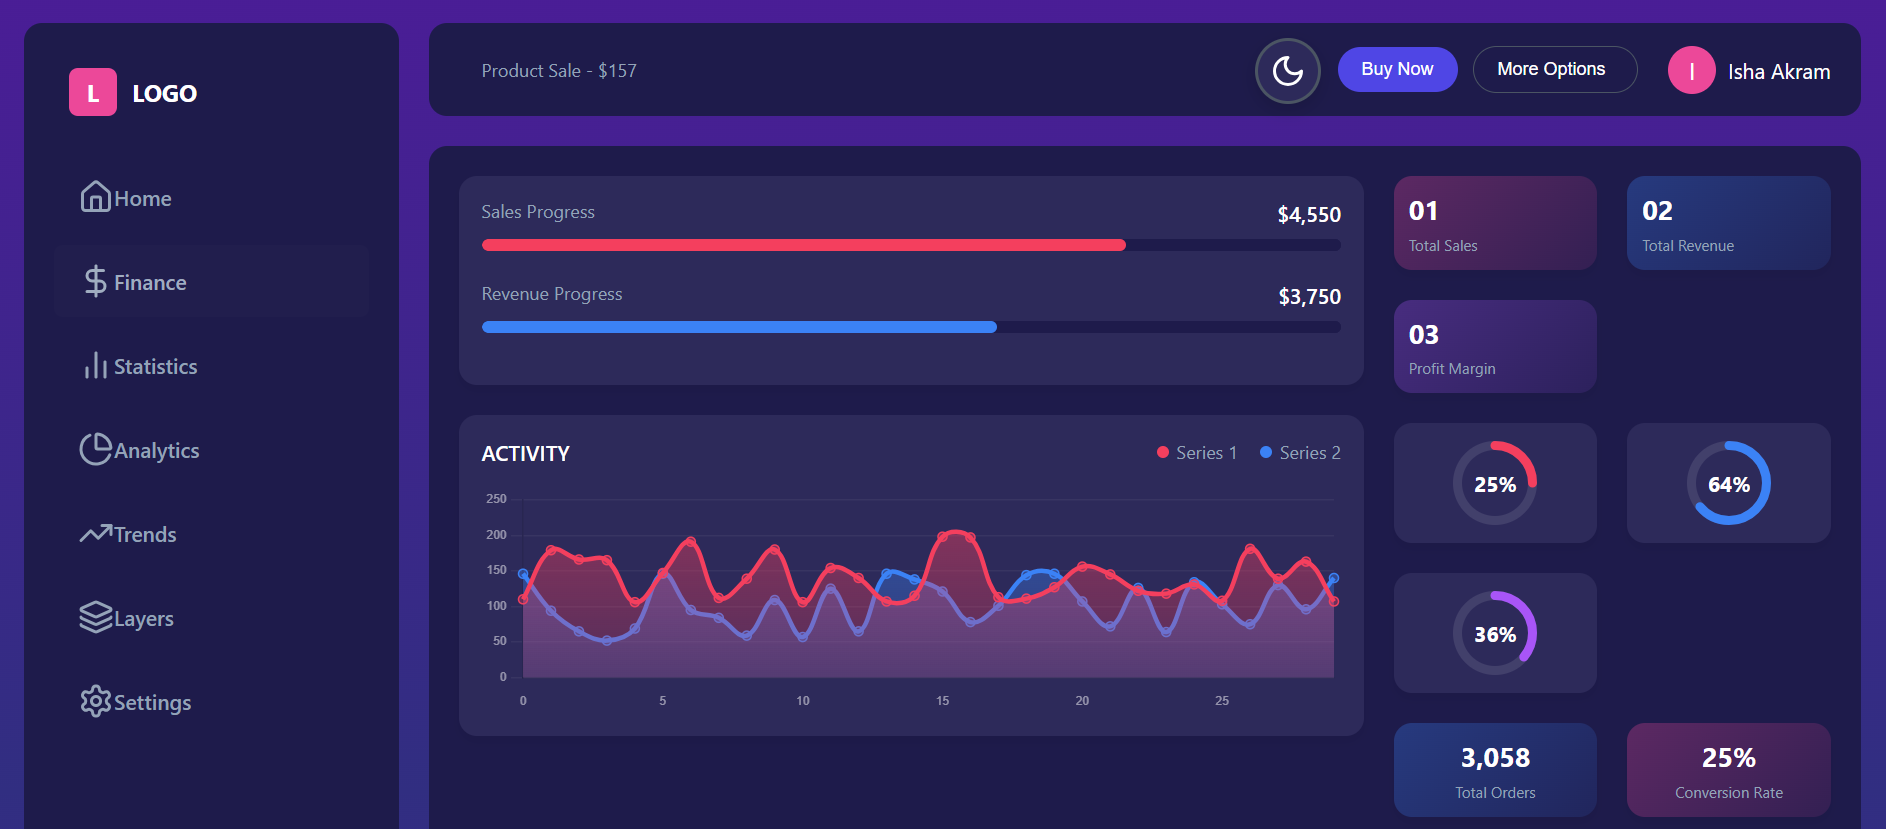 L LOGO
Home
Finance
Statistics
Analytics
Trends
Layers
Settings
Product Sale - $157
Buy Now
More Options
I
Isha Akram
Sales Progress
$4,550
Revenue Progress
$3,750
ACTIVITY
Series 1
Series 2
250
200
150
100
50
0
0 5 10 15 20 25
01
Total Sales
02
Total Revenue
03
Profit Margin
25%
64%
36%
3,058
Total Orders
25%
Conversion Rate